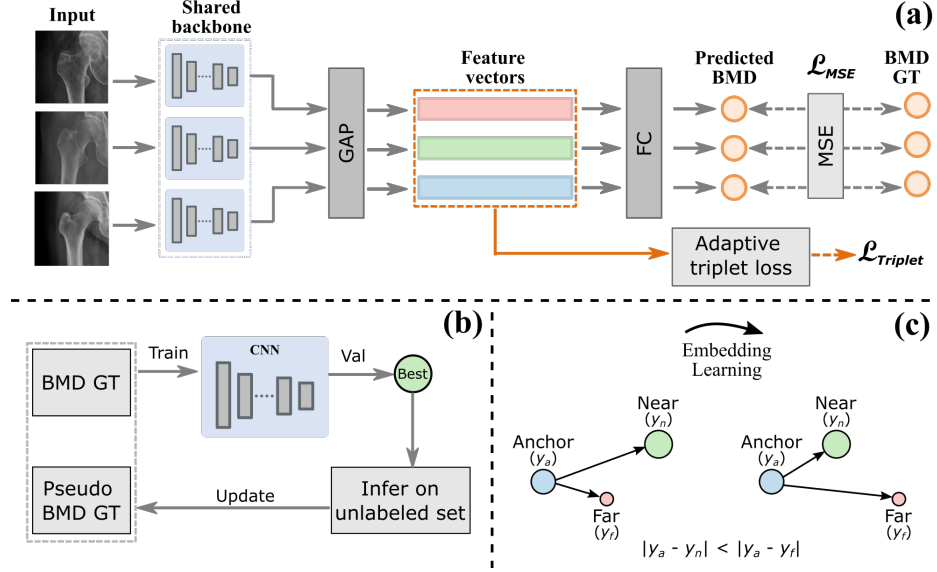 Input
Shared
backbone
(a)
GAP
Feature
vectors
FC
Predicted
BMD
ℒMSE
BMD
GT
MSE
Adaptive
triplet loss
ℒTriplet
(b)
BMD GT
Train
CNN
Val
Best
Pseudo
BMD GT
Update
Infer on
unlabeled set
(c)
Embedding
Learning
Near
(yn)
Anchor
(ya)
Far
(yf)
Near
(yn)
Anchor
(ya)
Far
(yf)
|ya - yn| < |ya - yf|